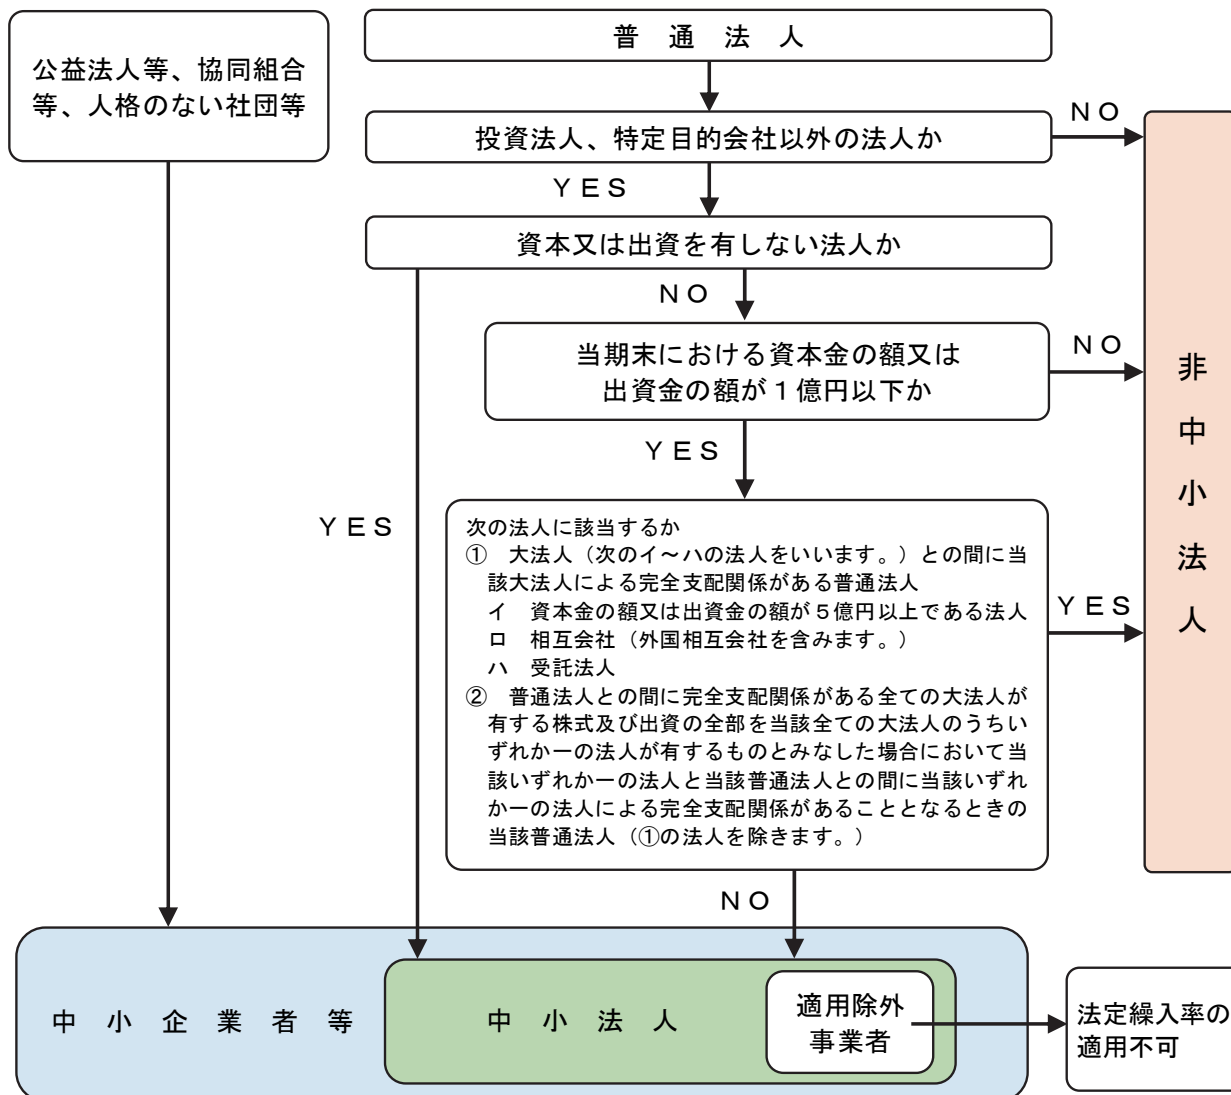 公益法人等、協同組合
等、人格のない社団等
普通法人
投資法人、特定目的会社以外の法人か
ＮＯ
ＹＥＳ
資本又は出資を有しない法人か
ＮＯ
当期末における資本金の額又は
出資金の額が１億円以下か
ＮＯ
ＹＥＳ
ＹＥＳ
次の法人に該当するか
① 大法人（次のイ～ハの法人をいいます。）との間に当
該大法人による完全支配関係がある普通法人
イ 資本金の額又は出資金の額が５億円以上である法人
ロ 相互会社（外国相互会社を含みます。）
ハ 受託法人
② 普通法人との間に完全支配関係がある全ての大法人が
有する株式及び出資の全部を当該全ての大法人のうちい
ずれか一の法人が有するものとみなした場合において当
該いずれか一の法人と当該普通法人との間に当該いずれ
か一の法人による完全支配関係があることとなるときの
当該普通法人（①の法人を除きます。）
ＹＥＳ
非中小法人
ＮＯ
中小企業者等
中小法人
適用除外
事業者
法定繰入率の
適用不可